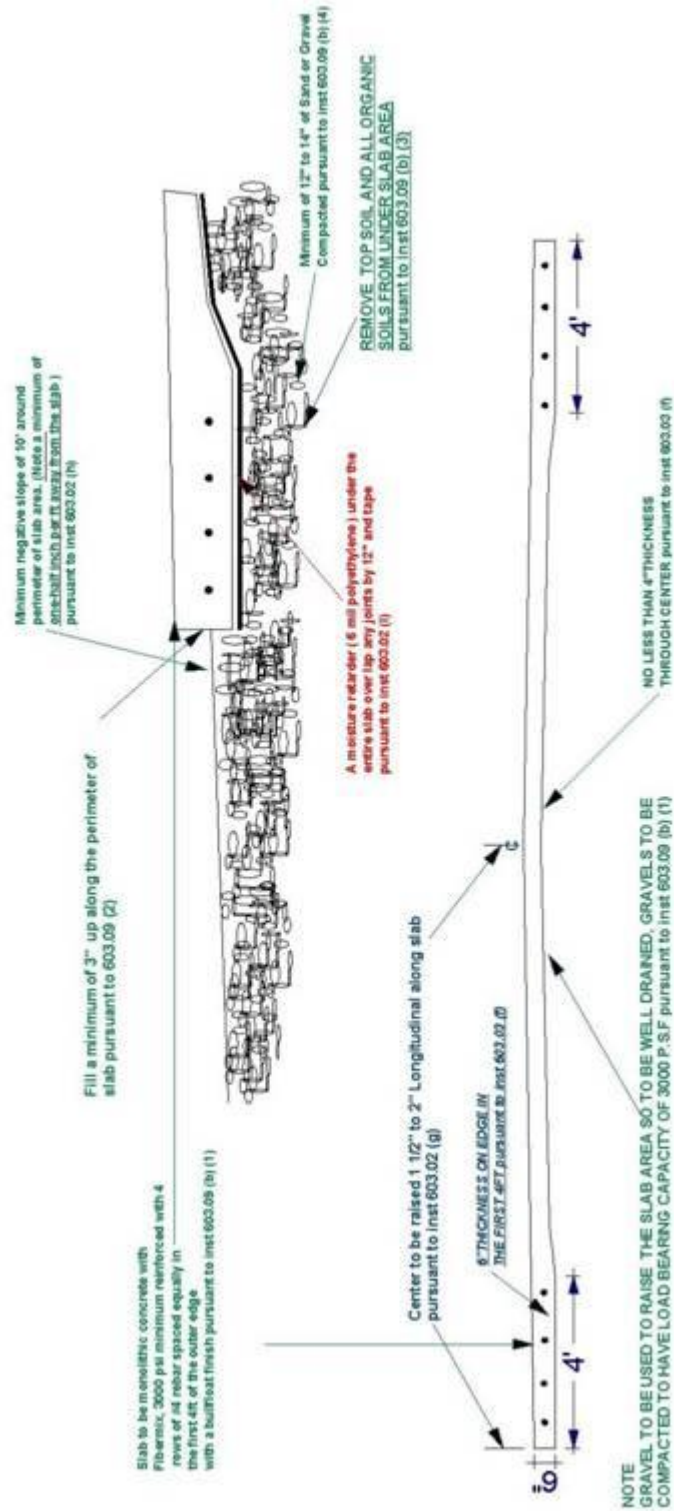 Slab to be monolithic concrete with
Fibermix, 3000 psi minimum reinforced with 4
rows of #4 rebar spaced equally in
the first 4ft of the outer edge
with a bullfloat finish pursuant to inst 603.09 (b) (1)
Fill a minimum of 3" up along the perimeter of
slab pursuant to 603.09 (2)
Minimum negative slope of 10' around
perimeter of slab area. (Note a minimum of
one-half inch per ft away from the slab )
pursuant to inst 603.02 (h)
Minimum of 12" to 14" of Sand or Gravel
Compacted pursuant to inst 603.09 (b) (4)
REMOVE TOP SOIL AND ALL ORGANIC
SOILS FROM UNDER SLAB AREA
pursuant to inst 603.09 (b) (3)
A moisture retarder ( 6 mil polyethylene ) under the
entire slab over lap any joints by 12" and tape
pursuant to inst 603.02 (i)
Center to be raised 1 1/2" to 2" Longitudinal along slab
pursuant to inst 603.02 (g)
6" THICKNESS ON EDGE IN
THE FIRST 4FT pursuant to inst 603.03 (f)
6"
4'
4'
NO LESS THAN 4" THICKNESS
THROUGH CENTER pursuant to inst 603.03 (f)
NOTE
GRAVEL TO BE USED TO RAISE THE SLAB AREA SO TO BE WELL DRAINED, GRAVELS TO BE
COMPACTED TO HAVE LOAD BEARING CAPACITY OF 3000 P.S.F pursuant to inst 603.09 (b) (1)